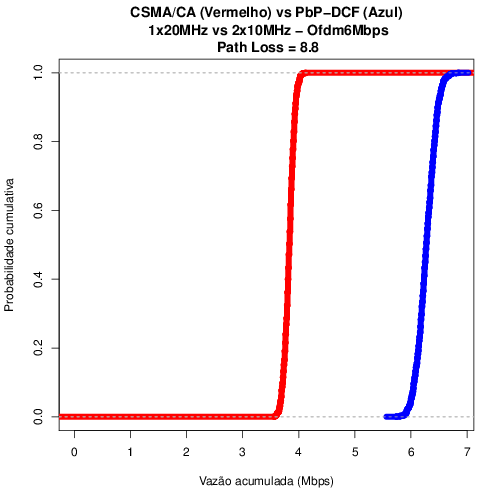 CSMA/CA (Vermelho) vs PbP−DCF (Azul)
1x20MHz vs 2x10MHz − Ofdm6Mbps
Path Loss = 8.8
1.0
0.8
0.6
0.4
0.2
0.0
Probabilidade cumulativa
0 1 2 3 4 5 6 7
Vazão acumulada (Mbps)